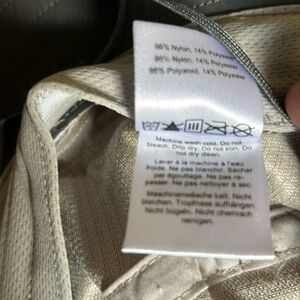 86% Nylon, 14% Polyester
86% Nylon, 14% Polyester
86% Polyamid, 14% Polyester
Machine wash cold. Do not
bleach. Drip dry. Do not iron. Do
not dry clean.
Laver à la machine à l'eau
froide. Ne pas blanchir. Sécher
par égouttage. Ne pas re-
passer. Ne pas nettoyer à sec.
Maschinenwäsche kalt. Nicht
bleichen. Tropfnass aufhängen.
Nicht bügeln. Nicht chemisch
reinigen.